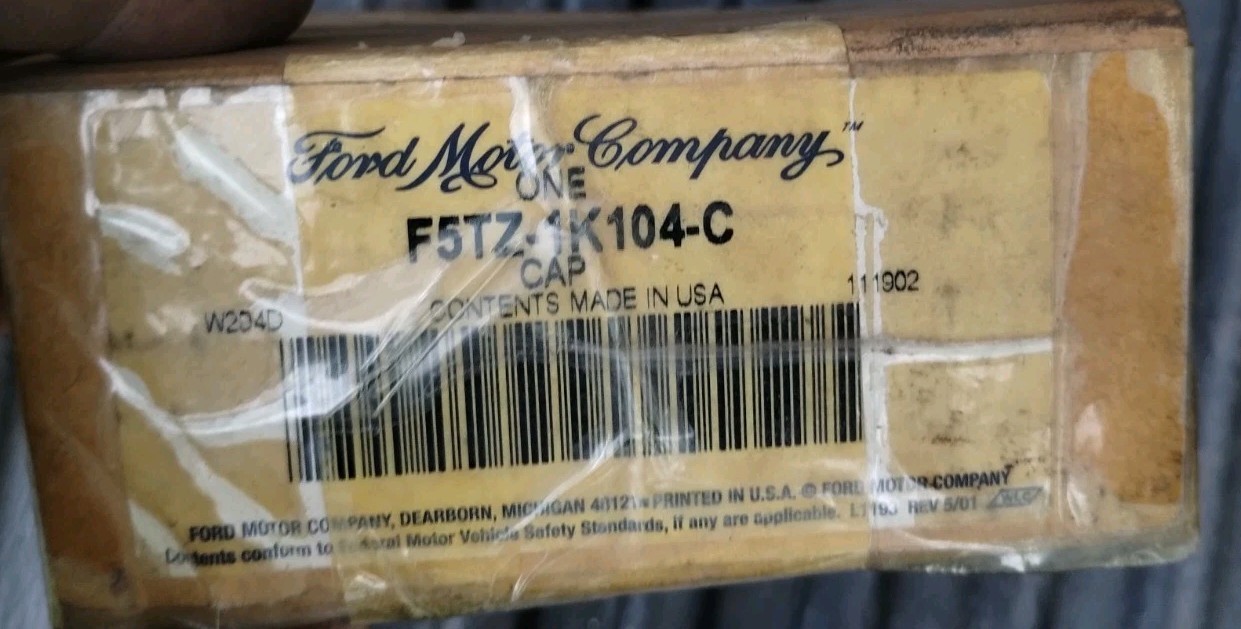 Ford Motor Company™
ONE
F5TZ-1K104-C
CAP
CONTENTS MADE IN USA
111902
W204D
FORD MOTOR COMPANY, DEARBORN, MICHIGAN 48121 • PRINTED IN U.S.A. © FORD MOTOR COMPANY
Contents conform to Federal Motor Vehicle Safety Standards, if any are applicable. REV 5/01